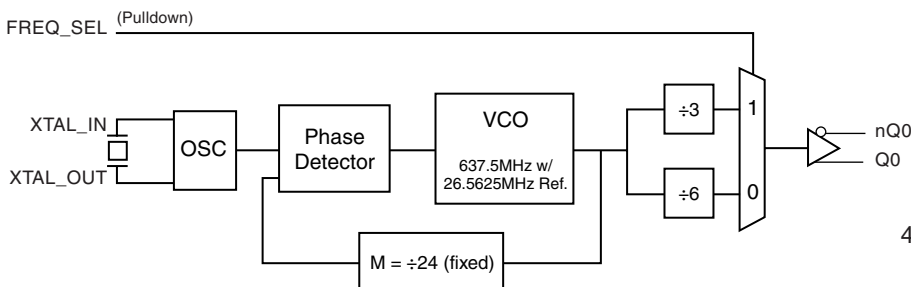 FREQ_SEL (Pulldown)
XTAL_IN
XTAL_OUT
OSC
Phase
Detector
VCO
637.5MHz w/
26.5625MHz Ref.
M = ÷24 (fixed)
÷3
÷6
1
0
nQ0
Q0
4